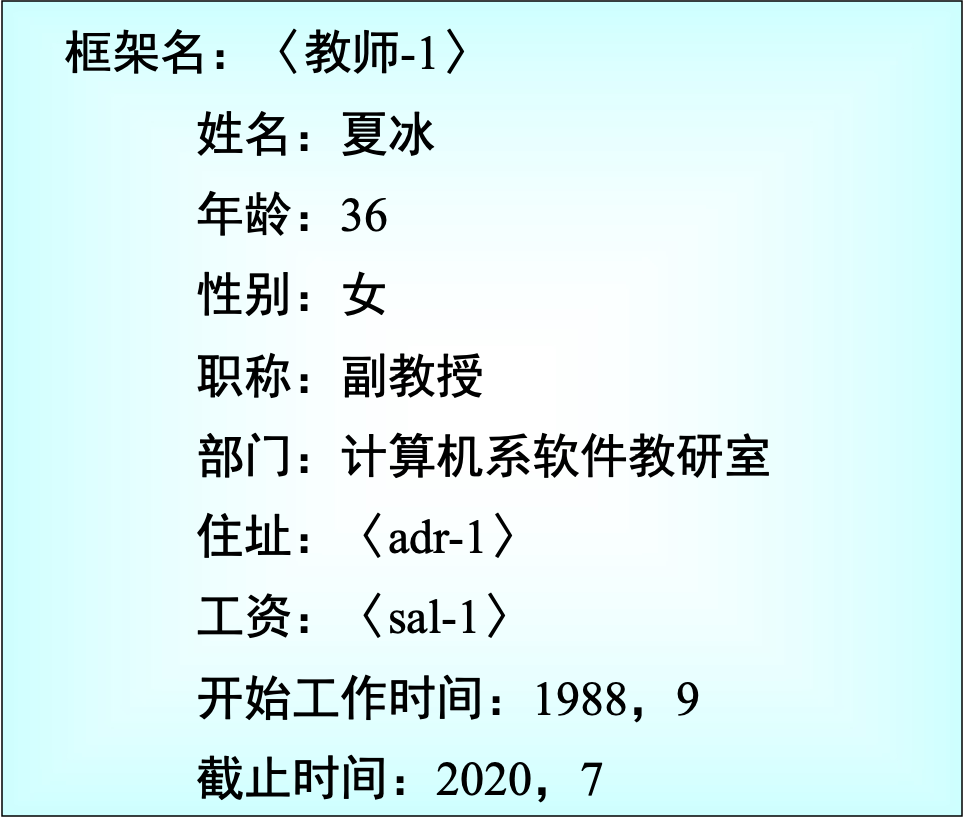 框架名：〈教师-1〉
姓名：夏冰
年龄：36
性别：女
职称：副教授
部门：计算机系软件教研室
住址：〈adr-1〉
工资：〈sal-1〉
开始工作时间：1988，9
截止时间：2020，7